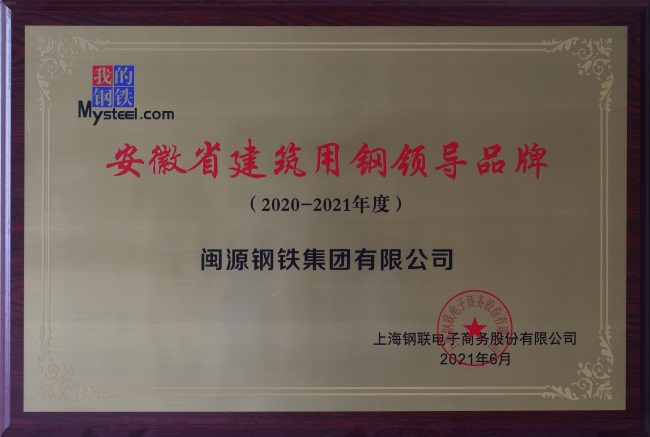 我的
钢铁
Mysteel.com
安徽省建筑用钢领导品牌
（2020-2021年度）
闽源钢铁集团有限公司
上海钢联电子商务股份有限公司
2021年6月